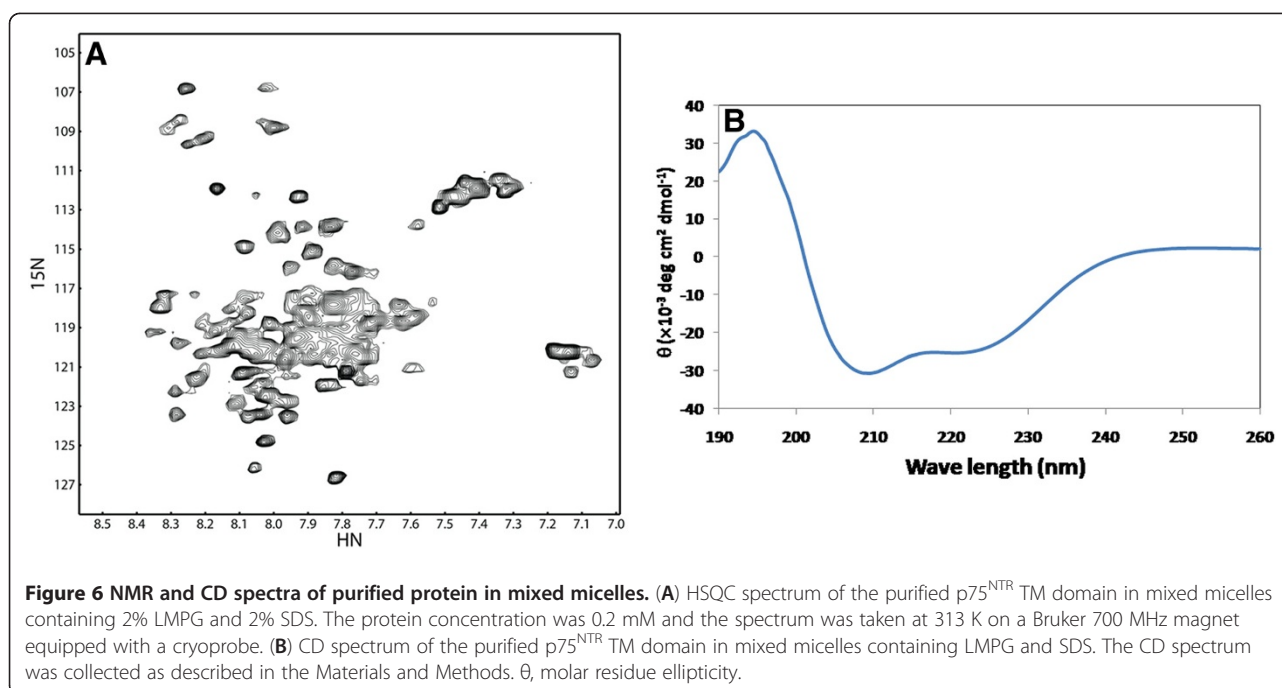 A
105
107
109
111
113
115
117
119
121
123
125
127
15N
8.5 8.4 8.3 8.2 8.1 8.0 7.9 7.8 7.7 7.6 7.5 7.4 7.3 7.2 7.1 7.0
HN
B
40
30
20
10
0
-10
-20
-30
-40
θ (×10⁻³ deg cm² dmol⁻¹)
190 200 210 220 230 240 250 260
Wave length (nm)
Figure 6 NMR and CD spectra of purified protein in mixed micelles. (A) HSQC spectrum of the purified p75ᴺᵀᴿ TM domain in mixed micelles
containing 2% LMPG and 2% SDS. The protein concentration was 0.2 mM and the spectrum was taken at 313 K on a Bruker 700 MHz magnet
equipped with a cryoprobe. (B) CD spectrum of the purified p75ᴺᵀᴿ TM domain in mixed micelles containing LMPG and SDS. The CD spectrum
was collected as described in the Materials and Methods. θ, molar residue ellipticity.